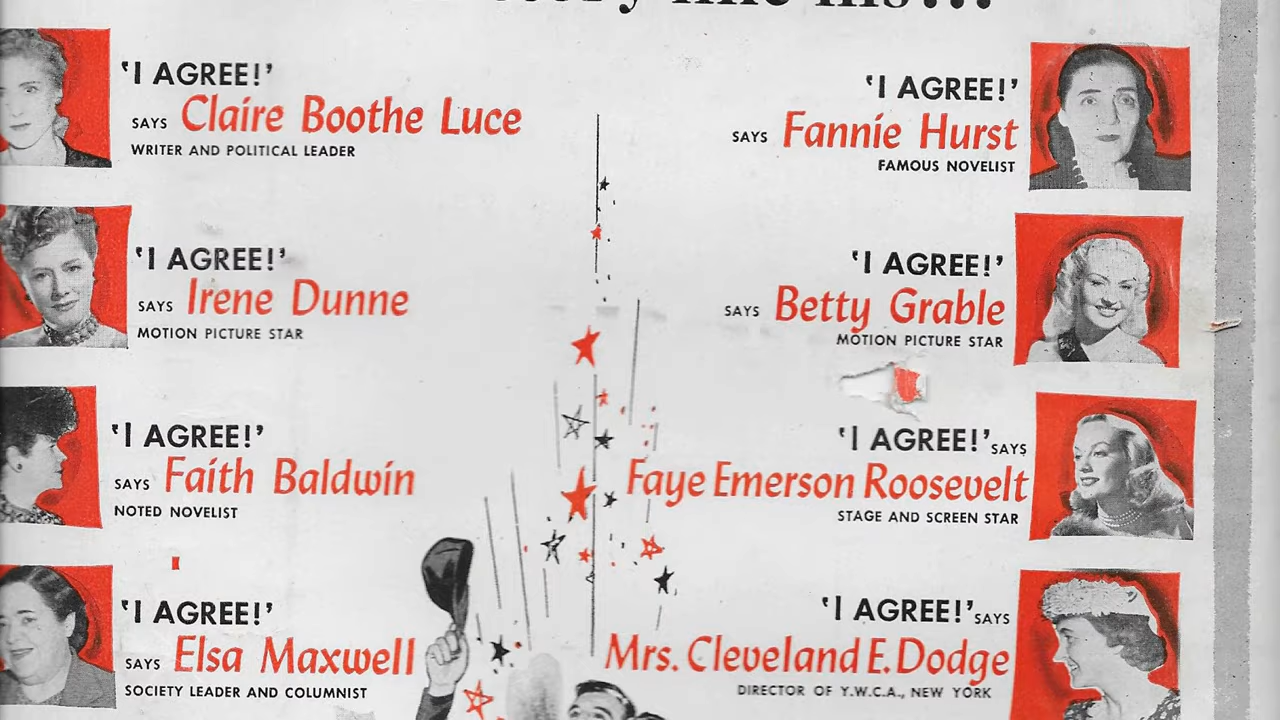 'I AGREE!'
SAYS Claire Boothe Luce
WRITER AND POLITICAL LEADER
'I AGREE!'
SAYS Irene Dunne
MOTION PICTURE STAR
'I AGREE!'
SAYS Faith Baldwin
NOTED NOVELIST
'I AGREE!'
SAYS Elsa Maxwell
SOCIETY LEADER AND COLUMNIST
'I AGREE!'
SAYS Fannie Hurst
FAMOUS NOVELIST
'I AGREE!'
SAYS Betty Grable
MOTION PICTURE STAR
'I AGREE!' SAYS
Faye Emerson Roosevelt
STAGE AND SCREEN STAR
'I AGREE!' SAYS
Mrs. Cleveland E. Dodge
DIRECTOR OF Y.W.C.A., NEW YORK